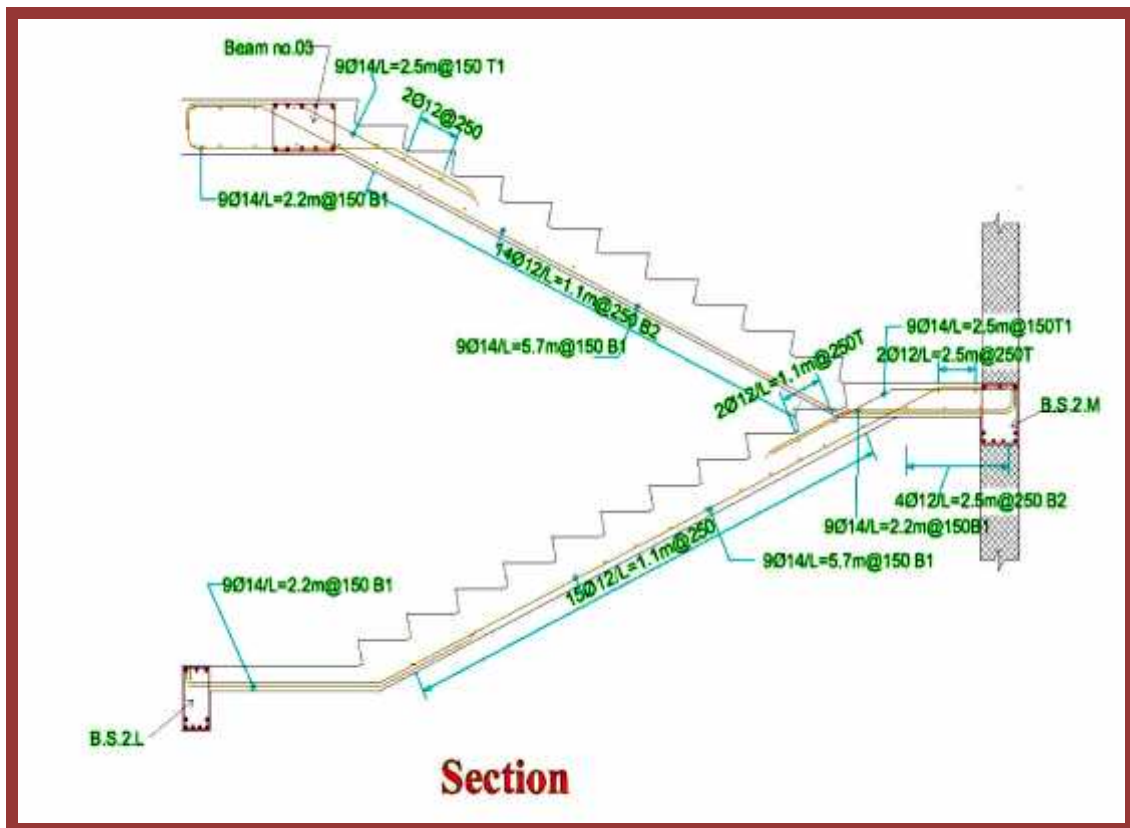 Beam no.03
9Ø14/L=2.5m@150 T1
2Ø12@250
9Ø14/L=2.2m@150 B1
14Ø12/L=1.1m@250 B2
9Ø14/L=5.7m@150 B1
9Ø14/L=2.5m@150T1
2Ø12/L=2.5m@250T
2Ø12/L=1.1m@250T
B.S.2.M
4Ø12/L=2.5m@250 B2
9Ø14/L=2.2m@150B1
9Ø14/L=5.7m@150 B1
15Ø12/L=1.1m@250
9Ø14/L=2.2m@150 B1
B.S.2.L
Section